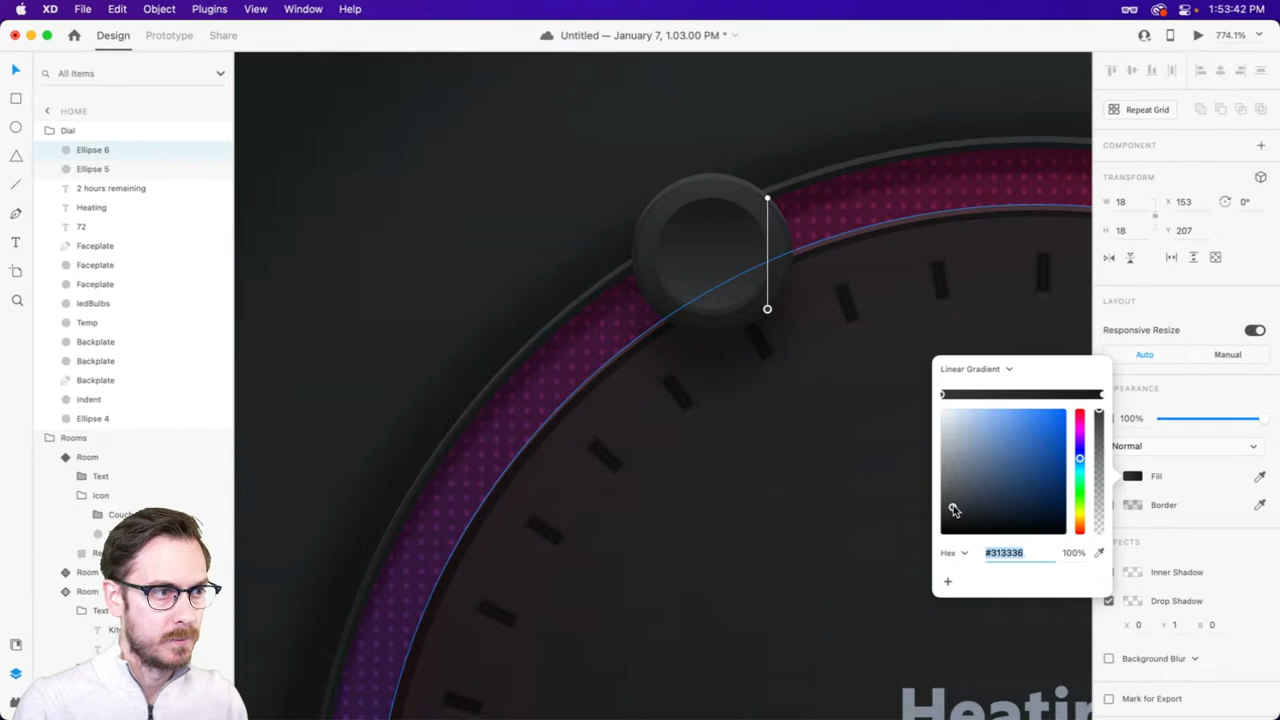 XD File Edit Object Plugins View Window Help 1:53:42 PM
Design Prototype Share Untitled — January 7, 1.03.00 PM * 774.1%
All Items
HOME
Dial
Ellipse 6
Ellipse 5
2 hours remaining
Heating
72
Faceplate
Faceplate
Faceplate
ledBulbs
Temp
Backplate
Backplate
Backplate
Indent
Ellipse 4
Rooms
Room
Text
Icon
Room
Room
Text
Heatin
Linear Gradient
Hex #313336 100%
+
Repeat Grid
COMPONENT
TRANSFORM
W 18 X 153 0°
H 18 Y 207
LAYOUT
Responsive Resize
Auto Manual
PEARANCE
100%
Normal
Fill
Border
FECTS
Inner Shadow
Drop Shadow
X 0 Y 1 B 0
Background Blur
Mark for Export